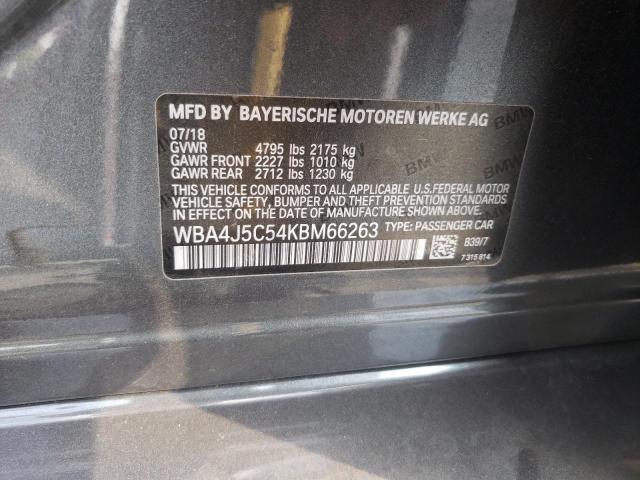 MFD BY BAYERISCHE MOTOREN WERKE AG
07/18
GVWR 4795 lbs 2175 kg
GAWR FRONT 2227 lbs 1010 kg
GAWR REAR 2712 lbs 1230 kg
THIS VEHICLE CONFORMS TO ALL APPLICABLE U.S. FEDERAL MOTOR
VEHICLE SAFETY, BUMPER AND THEFT PREVENTION
STANDARDS IN EFFECT ON THE DATE OF MANUFACTURE SHOWN ABOVE.
WBA4J5C54KBM66263 TYPE: PASSENGER CAR
B39/7
7 315 814